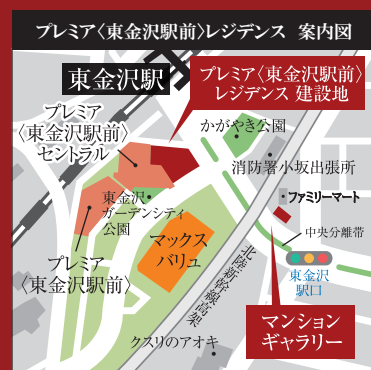 プレミア〈東金沢駅前〉レジデンス 案内図
東金沢駅
プレミア〈東金沢駅前〉
レジデンス 建設地
プレミア
〈東金沢駅前〉
セントラル
かがやき公園
消防署小坂出張所
ファミリーマート
東金沢
ガーデンシティ
公園
中央分離帯
マックス
バリュ
東金沢
駅口
プレミア
〈東金沢駅前〉
北陸新幹線高架
マンション
ギャラリー
クスリのアオキ